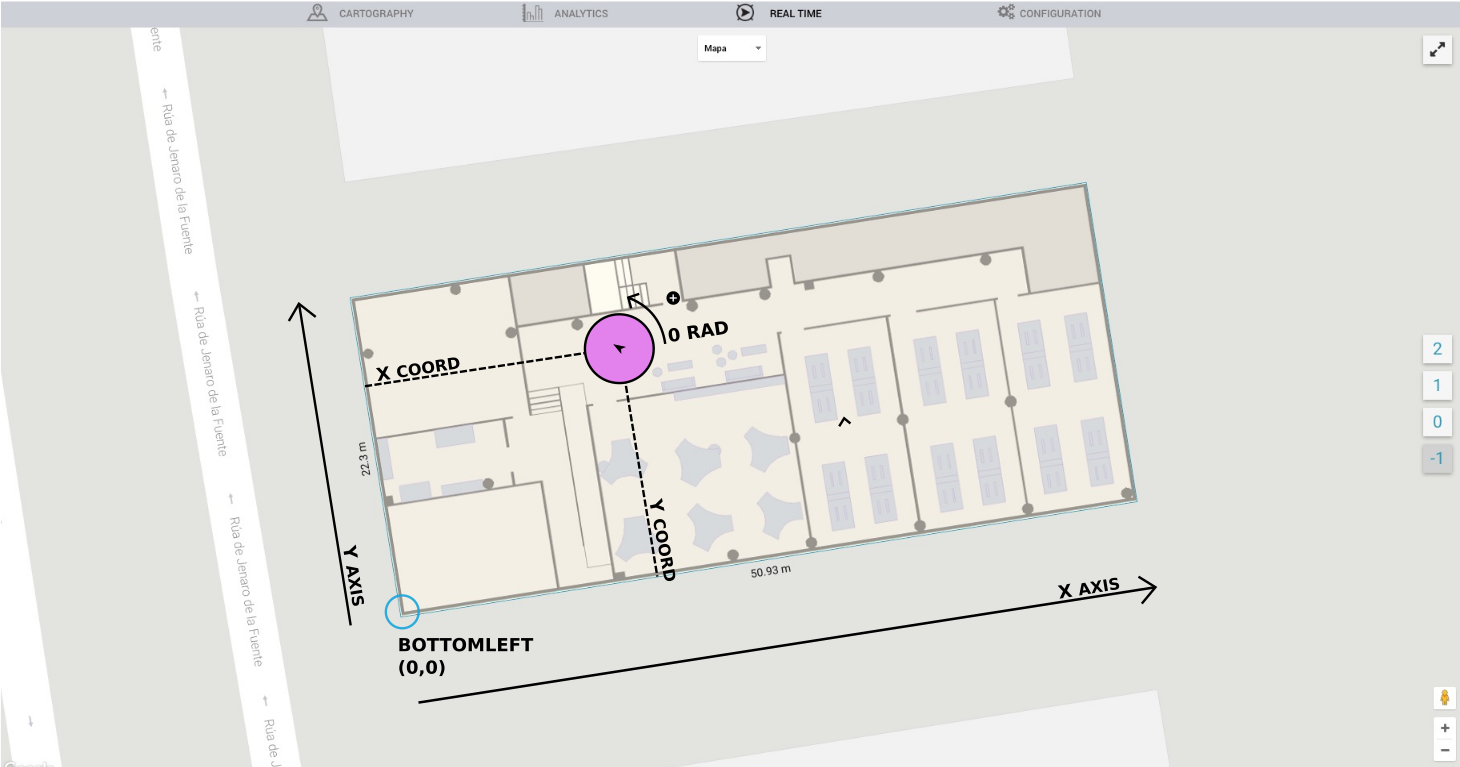 CARTOGRAPHY
ANALYTICS
REAL TIME
CONFIGURATION
Mapa
ente
← Rúa de Jenaro de la Fuente
← Rúa de Jenaro de la Fuente
← Rúa de Jenaro de la Fuente
← Rúa de J
X COORD
0 RAD
Y COORD
22.3 m
50.93 m
Y AXIS
X AXIS
BOTTOMLEFT
(0,0)
2
1
0
-1
+
−